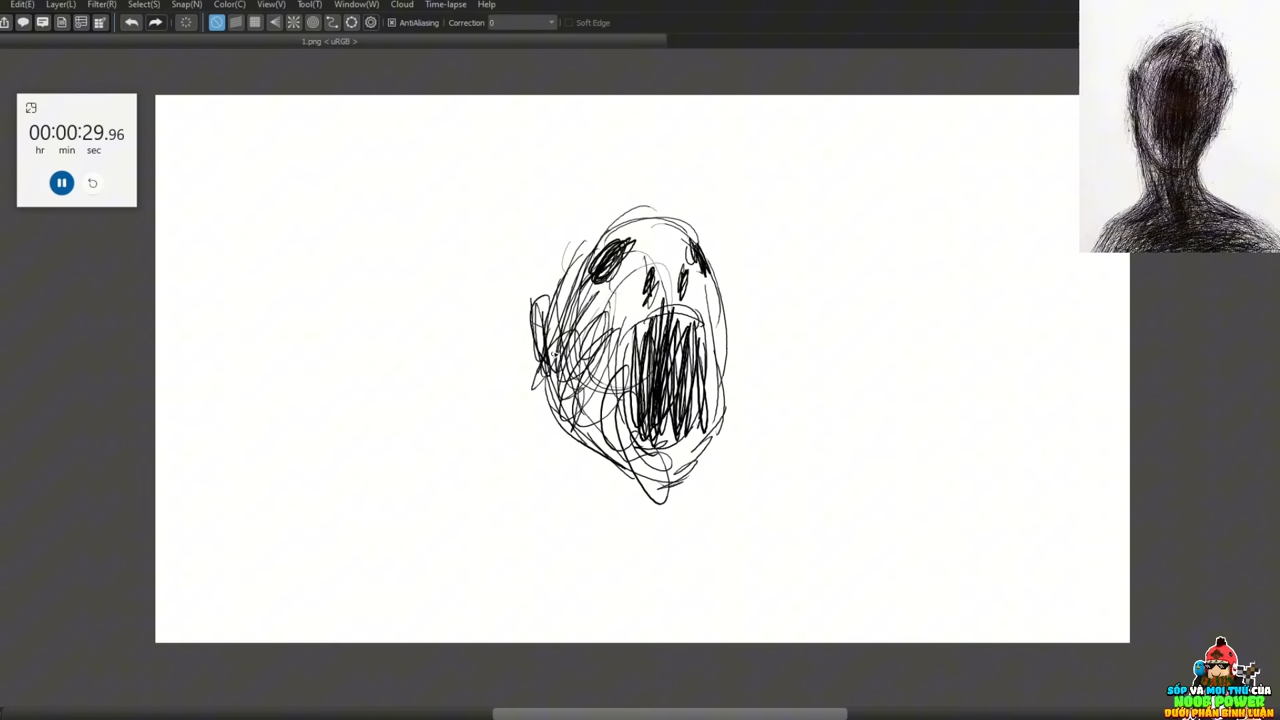 Edit(E) Layer(L) Filter(R) Select(S) Snap(N) Color(C) View(V) Tool(T) Window(W) Cloud Time-lapse Help
AntiAliasing Correction 0 Soft Edge
1.png < uRGB >
00:00:29.96
hr min sec
SÓP VÀ MỌI THỨ CỦA
NOOB POWER
DƯỚI PHẦN BÌNH LUẬN